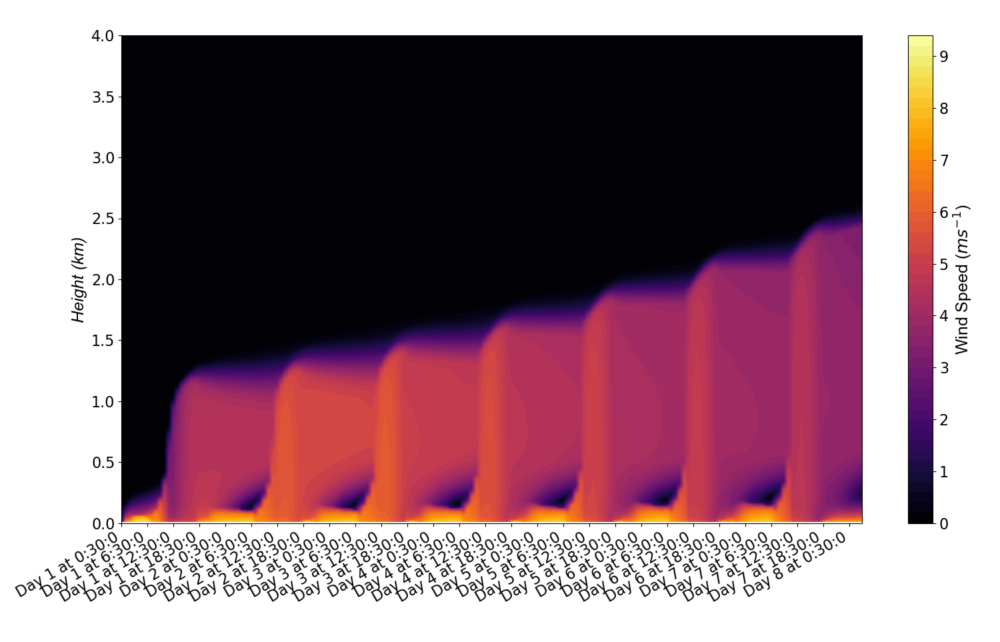 4.0
3.5
3.0
2.5
2.0
1.5
1.0
0.5
0.0
Height (km)
Day 1 at 0:30:0
Day 1 at 6:30:0
Day 1 at 12:30:0
Day 1 at 18:30:0
Day 2 at 0:30:0
Day 2 at 6:30:0
Day 2 at 12:30:0
Day 2 at 18:30:0
Day 3 at 0:30:0
Day 3 at 6:30:0
Day 3 at 12:30:0
Day 3 at 18:30:0
Day 4 at 0:30:0
Day 4 at 6:30:0
Day 4 at 12:30:0
Day 4 at 18:30:0
Day 5 at 0:30:0
Day 5 at 6:30:0
Day 5 at 12:30:0
Day 5 at 18:30:0
Day 6 at 0:30:0
Day 6 at 6:30:0
Day 6 at 12:30:0
Day 6 at 18:30:0
Day 7 at 0:30:0
Day 7 at 6:30:0
Day 7 at 12:30:0
Day 7 at 18:30:0
Day 8 at 0:30:0
9
8
7
6
5
4
3
2
1
0
Wind Speed (ms⁻¹)